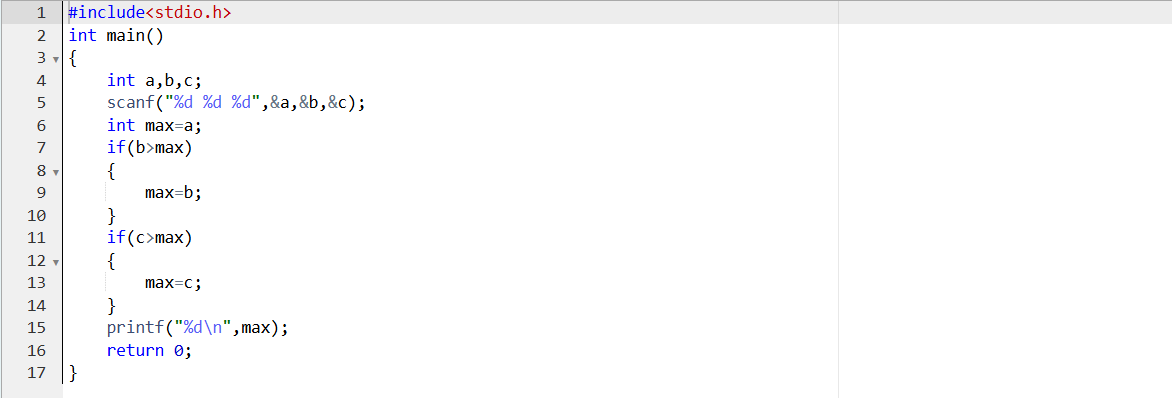 1 #include<stdio.h>
2 int main()
3 {
4     int a,b,c;
5     scanf("%d %d %d",&a,&b,&c);
6     int max=a;
7     if(b>max)
8     {
9         max=b;
10     }
11     if(c>max)
12     {
13         max=c;
14     }
15     printf("%d\n",max);
16     return 0;
17 }